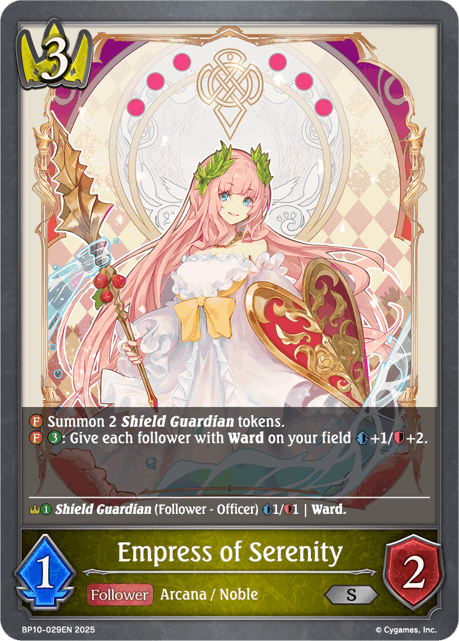 3
F Summon 2 Shield Guardian tokens.
F 3: Give each follower with Ward on your field +1/+2.
1 Shield Guardian (Follower - Officer) 1/1 | Ward.
Empress of Serenity
1
Follower Arcana / Noble
S
2
BP10-029EN 2025
© Cygames, Inc.